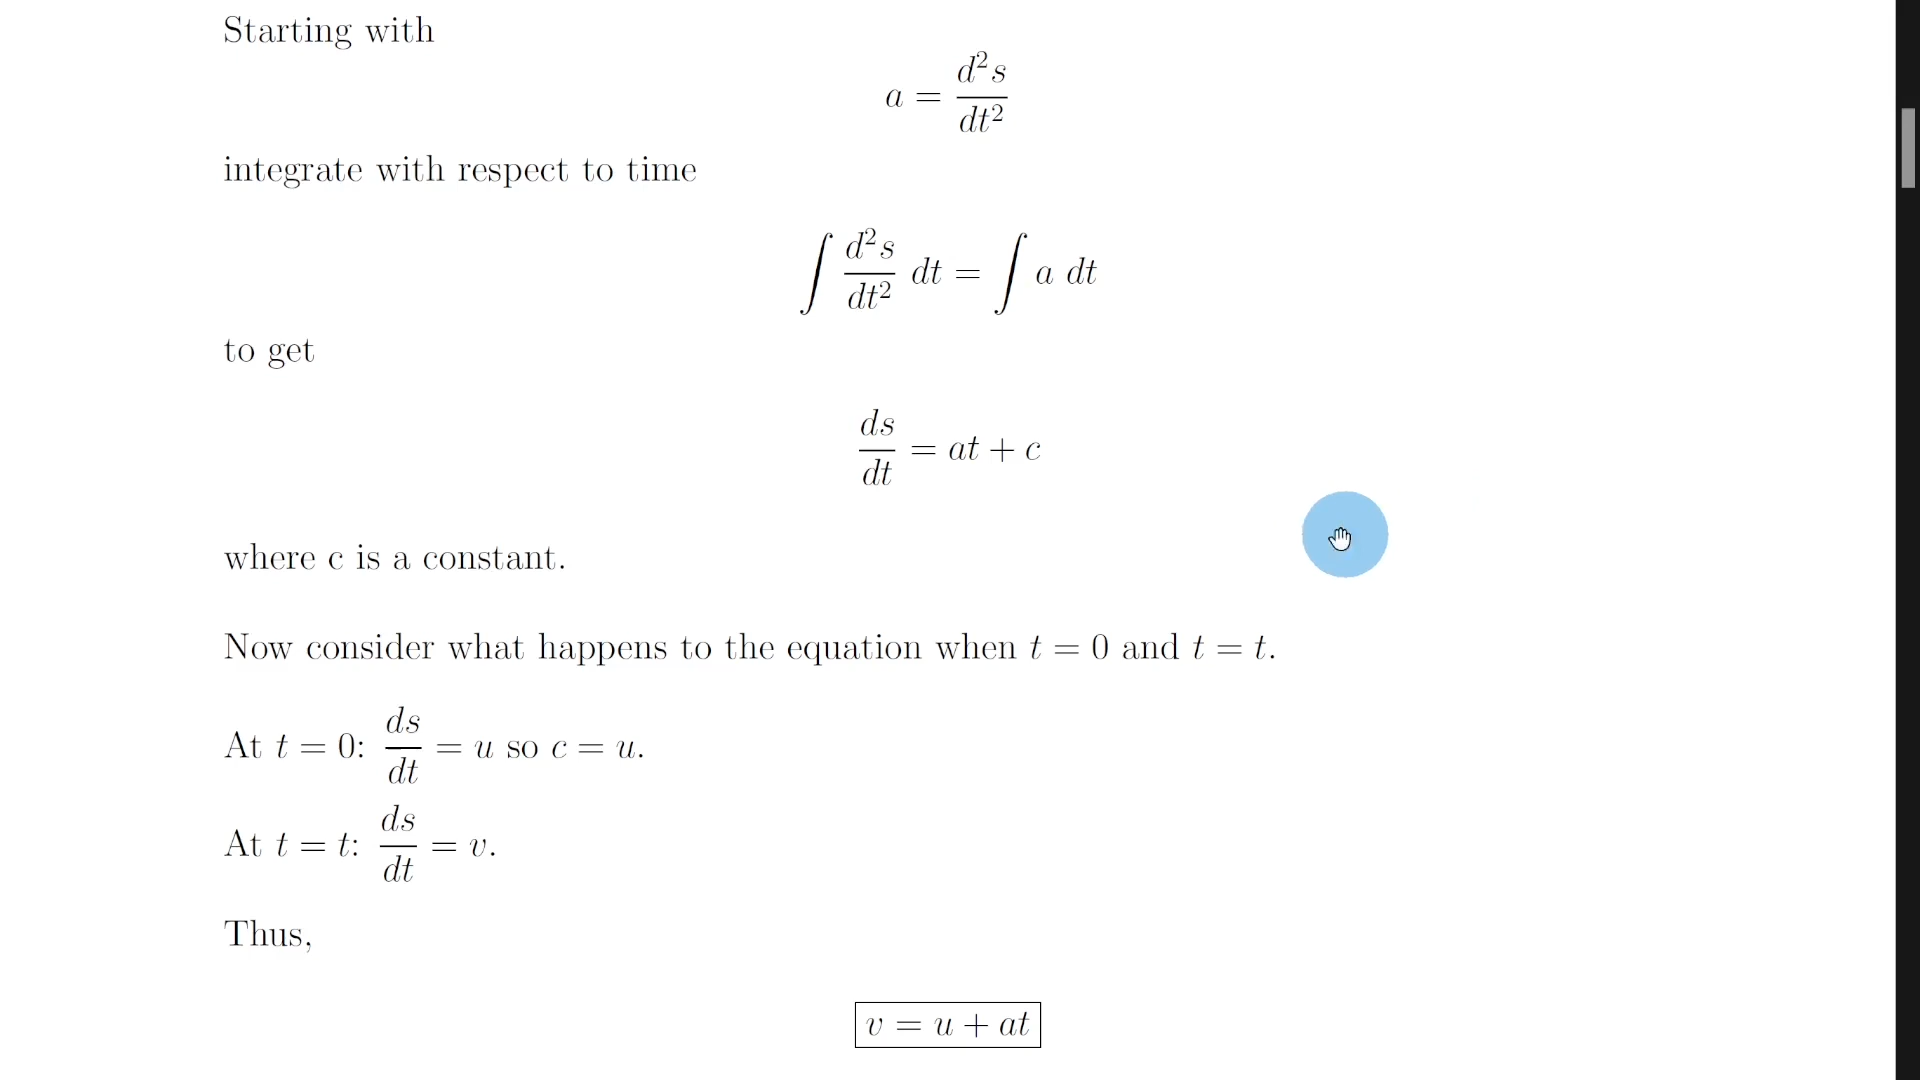 Starting with
a = d²s/dt²
integrate with respect to time
∫ d²s/dt² dt = ∫ a dt
to get
ds/dt = at + c
where c is a constant.
Now consider what happens to the equation when t = 0 and t = t.
At t = 0: ds/dt = u so c = u.
At t = t: ds/dt = v.
Thus,
v = u + at